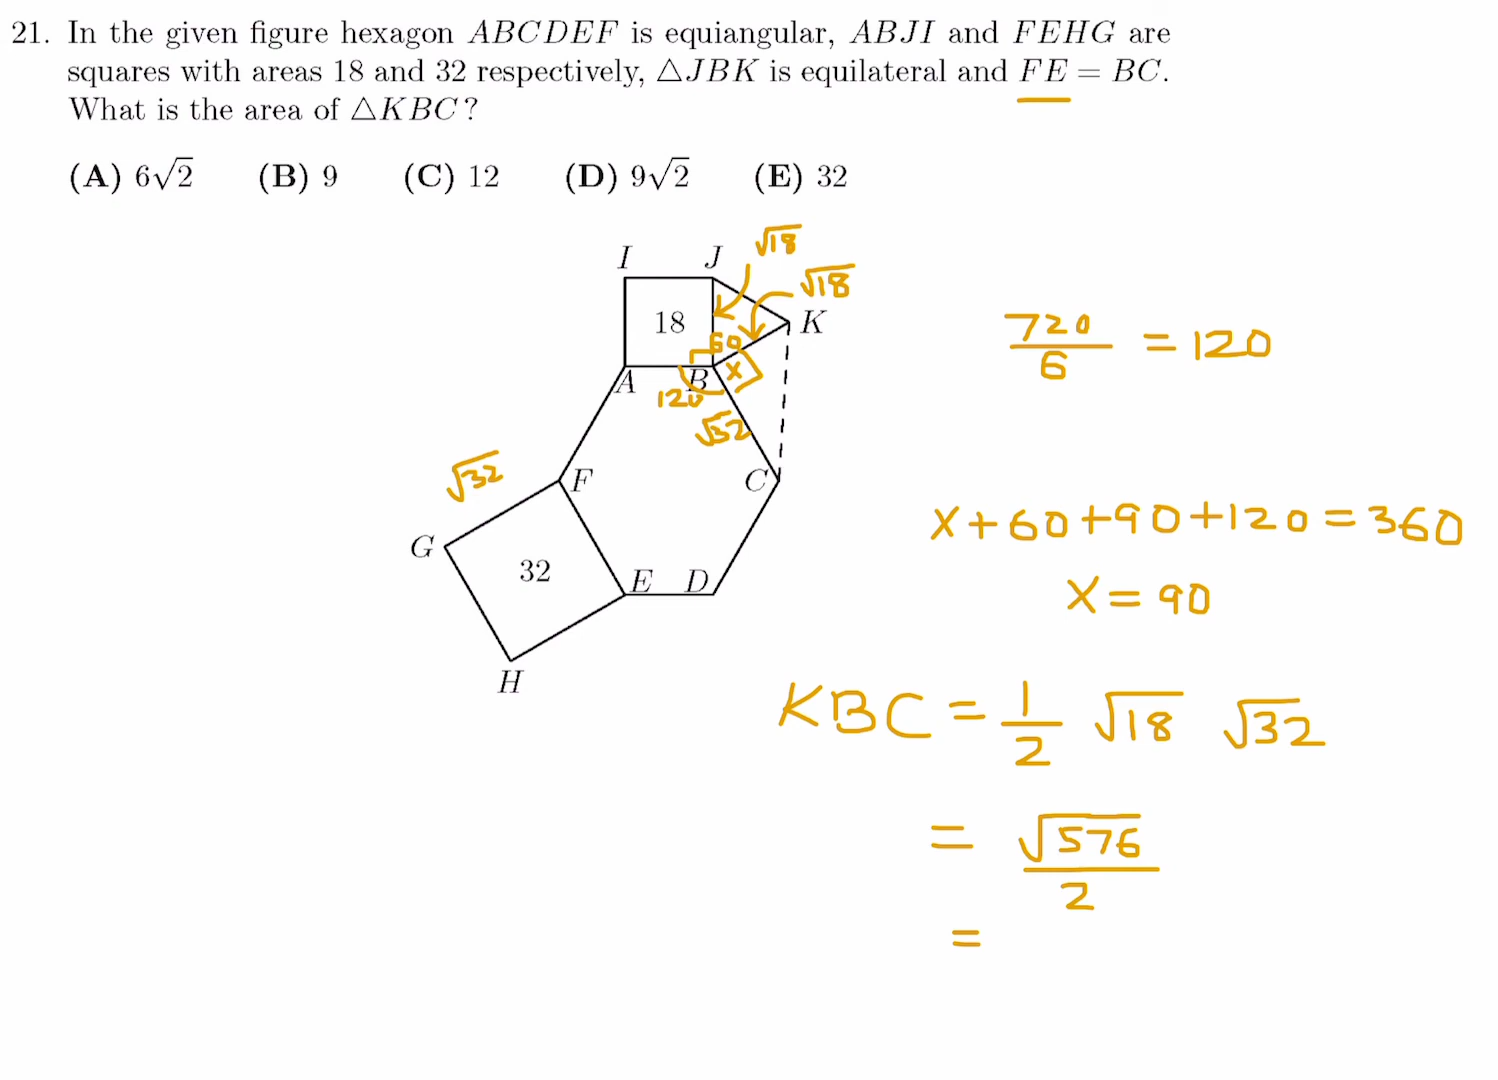 21. In the given figure hexagon ABCDEF is equiangular, ABJI and FEHG are
squares with areas 18 and 32 respectively, △JBK is equilateral and FE = BC.
What is the area of △KBC?
(A) 6√2 (B) 9 (C) 12 (D) 9√2 (E) 32
√18
I J
√18
18
K
60
A B x
120
√32
√32
F C
G
32
E D
H
720/6 = 120
x+60+90+120=360
x=90
KBC = 1/2 √18 √32
= √576/2
=